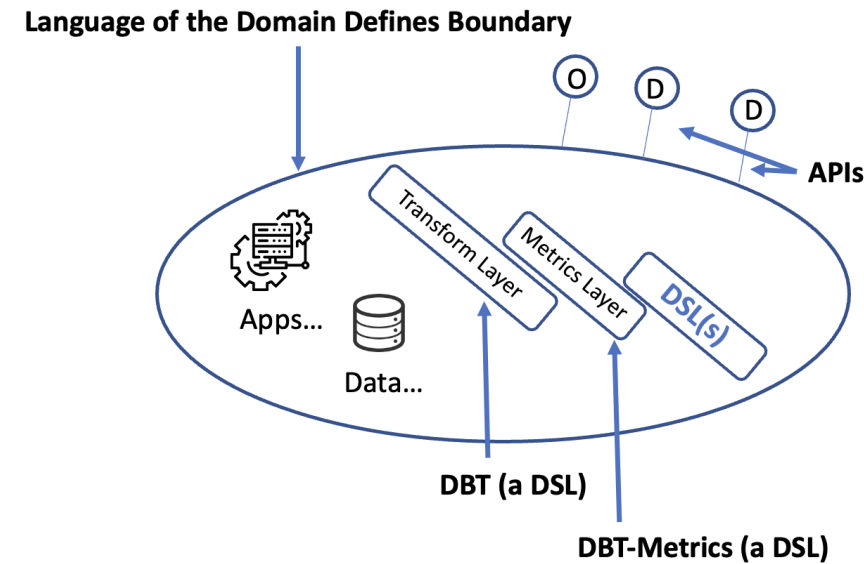 Language of the Domain Defines Boundary
O
D
D
APIs
Transform Layer
Metrics Layer
DSL(s)
Apps...
Data...
DBT (a DSL)
DBT-Metrics (a DSL)